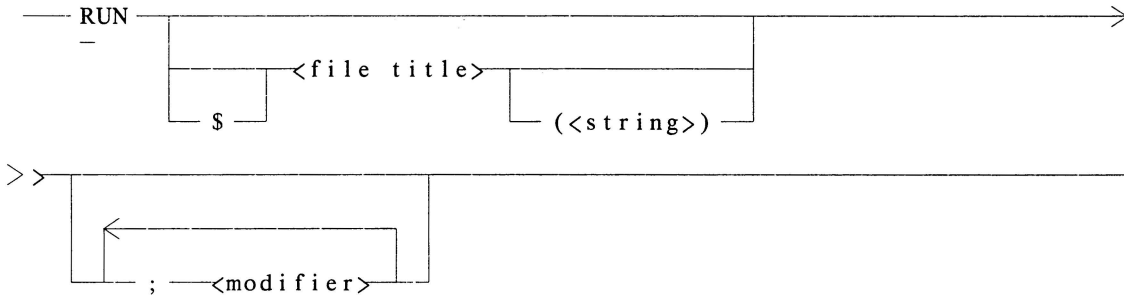 RUN
<file title>
$ (<string>)
; <modifier>